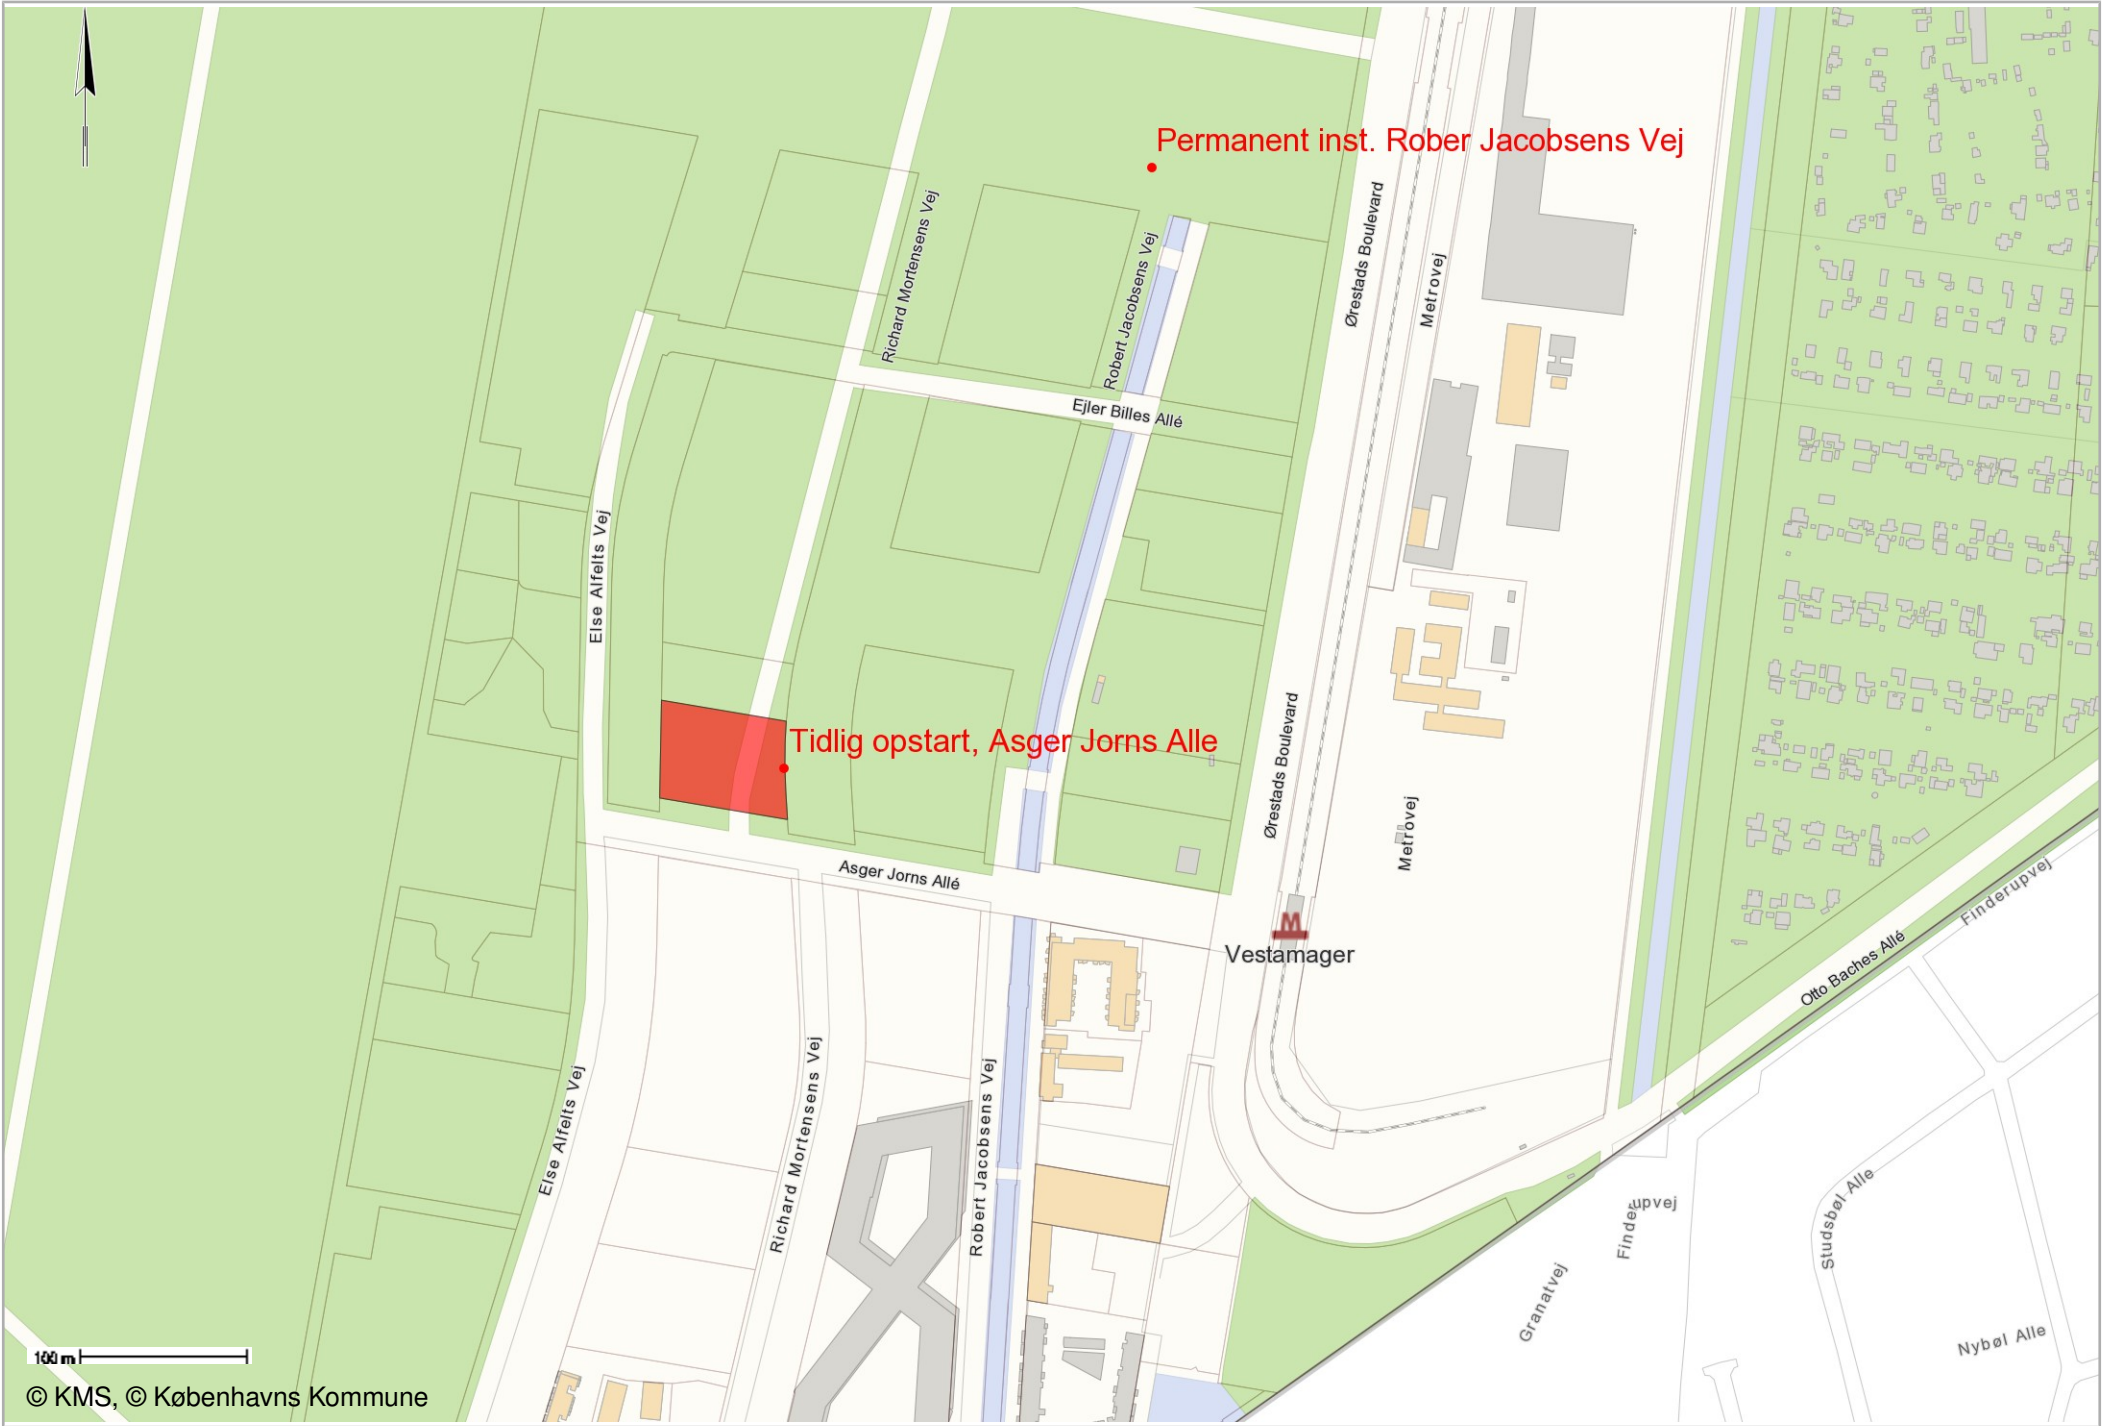 Permanent inst. Rober Jacobsens Vej
Richard Mortensens Vej
Robert Jacobsens Vej
Ørestads Boulevard
Metrovej
Ejler Billes Allé
Else Alfelts Vej
Tidlig opstart, Asger Jorns Alle
Ørestads Boulevard
Metrovej
Asger Jorns Allé
M
Vestamager
Finderupvej
Otto Baches Allé
Else Alfelts Vej
Richard Mortensens Vej
Robert Jacobsens Vej
Finderupvej
Studsbøl Alle
Granatvej
Nybøl Alle
© KMS, © Københavns Kommune